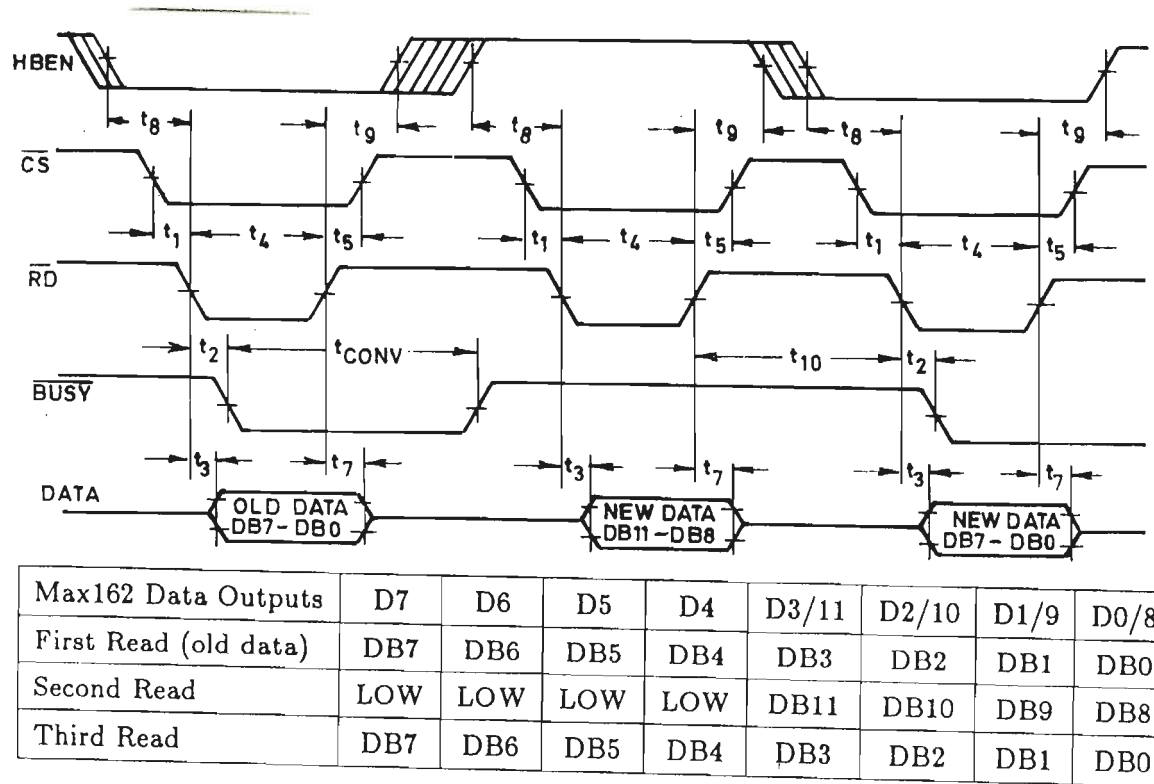 HBEN
t8 t9 t8 t9 t8 t9
CS
t1 t4 t5 t1 t4 t5 t1 t4 t5
RD
t2 tCONV t10 t2
BUSY
t3 t7 t3 t7 t3 t7
DATA
OLD DATA
DB7-DB0
NEW DATA
DB11-DB8
NEW DATA
DB7-DB0
Max162 Data Outputs D7 D6 D5 D4 D3/11 D2/10 D1/9 D0/8
First Read (old data) DB7 DB6 DB5 DB4 DB3 DB2 DB1 DB0
Second Read LOW LOW LOW LOW DB11 DB10 DB9 DB8
Third Read DB7 DB6 DB5 DB4 DB3 DB2 DB1 DB0